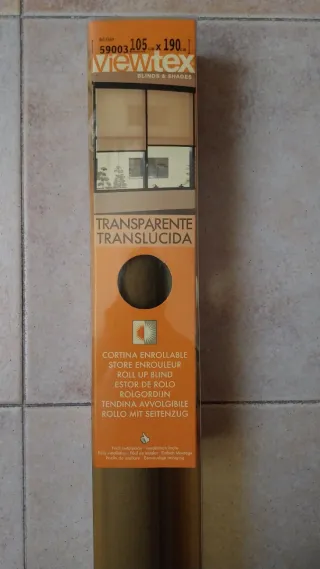 59003 105 x 190
viewtex
BLINDS & SHADES
TRANSPARENTE
TRANSLÚCIDA
CORTINA ENROLLABLE
STORE ENROULEUR
ROLL UP BLIND
ESTOR DE ROLO
ROLGORDIJN
TENDINA AVVOLGIBILE
ROLLO MIT SEITENZUG